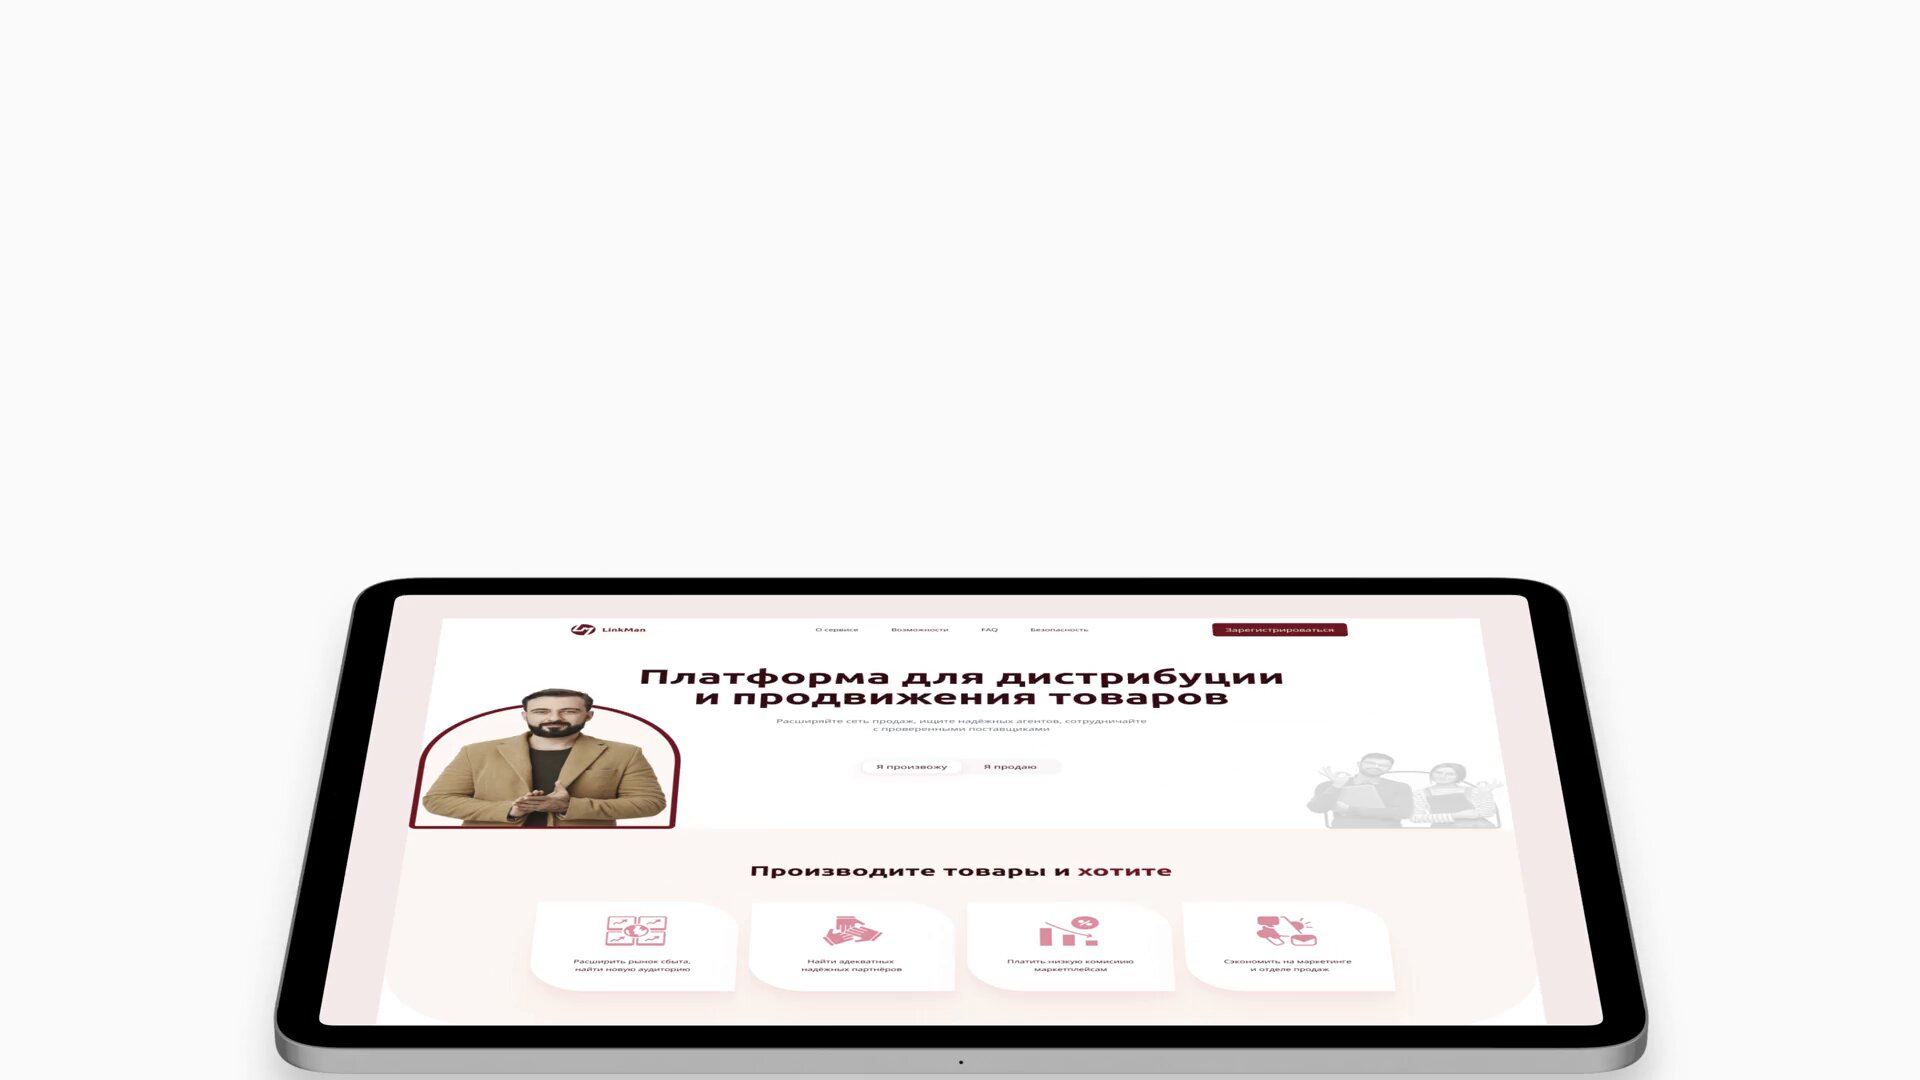 LinkMan
О сервисе Возможности FAQ Безопасность
Зарегистрироваться
Платформа для дистрибуции
и продвижения товаров
Расширяйте сеть продаж, ищите надёжных агентов, сотрудничайте
с проверенными поставщиками
Я произвожу Я продаю
Производите товары и хотите
Расширить рынок сбыта,
найти новую аудиторию
Найти адекватных
надёжных партнёров
Платить низкую комисиию
маркетплейсам
Сэкономить на маркетинге
и отделе продаж